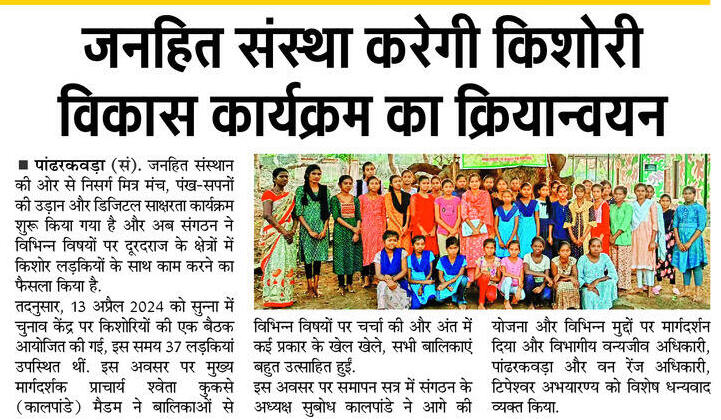 जनहित संस्था करेगी किशोरी
विकास कार्यक्रम का क्रियान्वयन
■ पांढरकवड़ा (सं). जनहित संस्थान
की ओर से निसर्ग मित्र मंच, पंख-सपनों
की उड़ान और डिजिटल साक्षरता कार्यक्रम
शुरू किया गया है और अब संगठन ने
विभिन्न विषयों पर दूरदराज के क्षेत्रों में
किशोर लड़कियों के साथ काम करने का
फैसला किया है.
तदनुसार, 13 अप्रैल 2024 को सुन्ना में
चुनाव केंद्र पर किशोरियों की एक बैठक
आयोजित की गई, इस समय 37 लड़कियां
उपस्थित थीं. इस अवसर पर मुख्य
मार्गदर्शक प्राचार्य श्वेता कुकसे
(कालपांडे) मैडम ने बालिकाओं से
विभिन्न विषयों पर चर्चा की और अंत में
कई प्रकार के खेल खेले, सभी बालिकाएं
बहुत उत्साहित हुईं.
इस अवसर पर समापन सत्र में संगठन के
अध्यक्ष सुबोध कालपांडे ने आगे की
योजना और विभिन्न मुद्दों पर मार्गदर्शन
दिया और विभागीय वन्यजीव अधिकारी,
पांढरकवड़ा और वन रेंज अधिकारी,
टिपेश्वर अभयारण्य को विशेष धन्यवाद
व्यक्त किया.